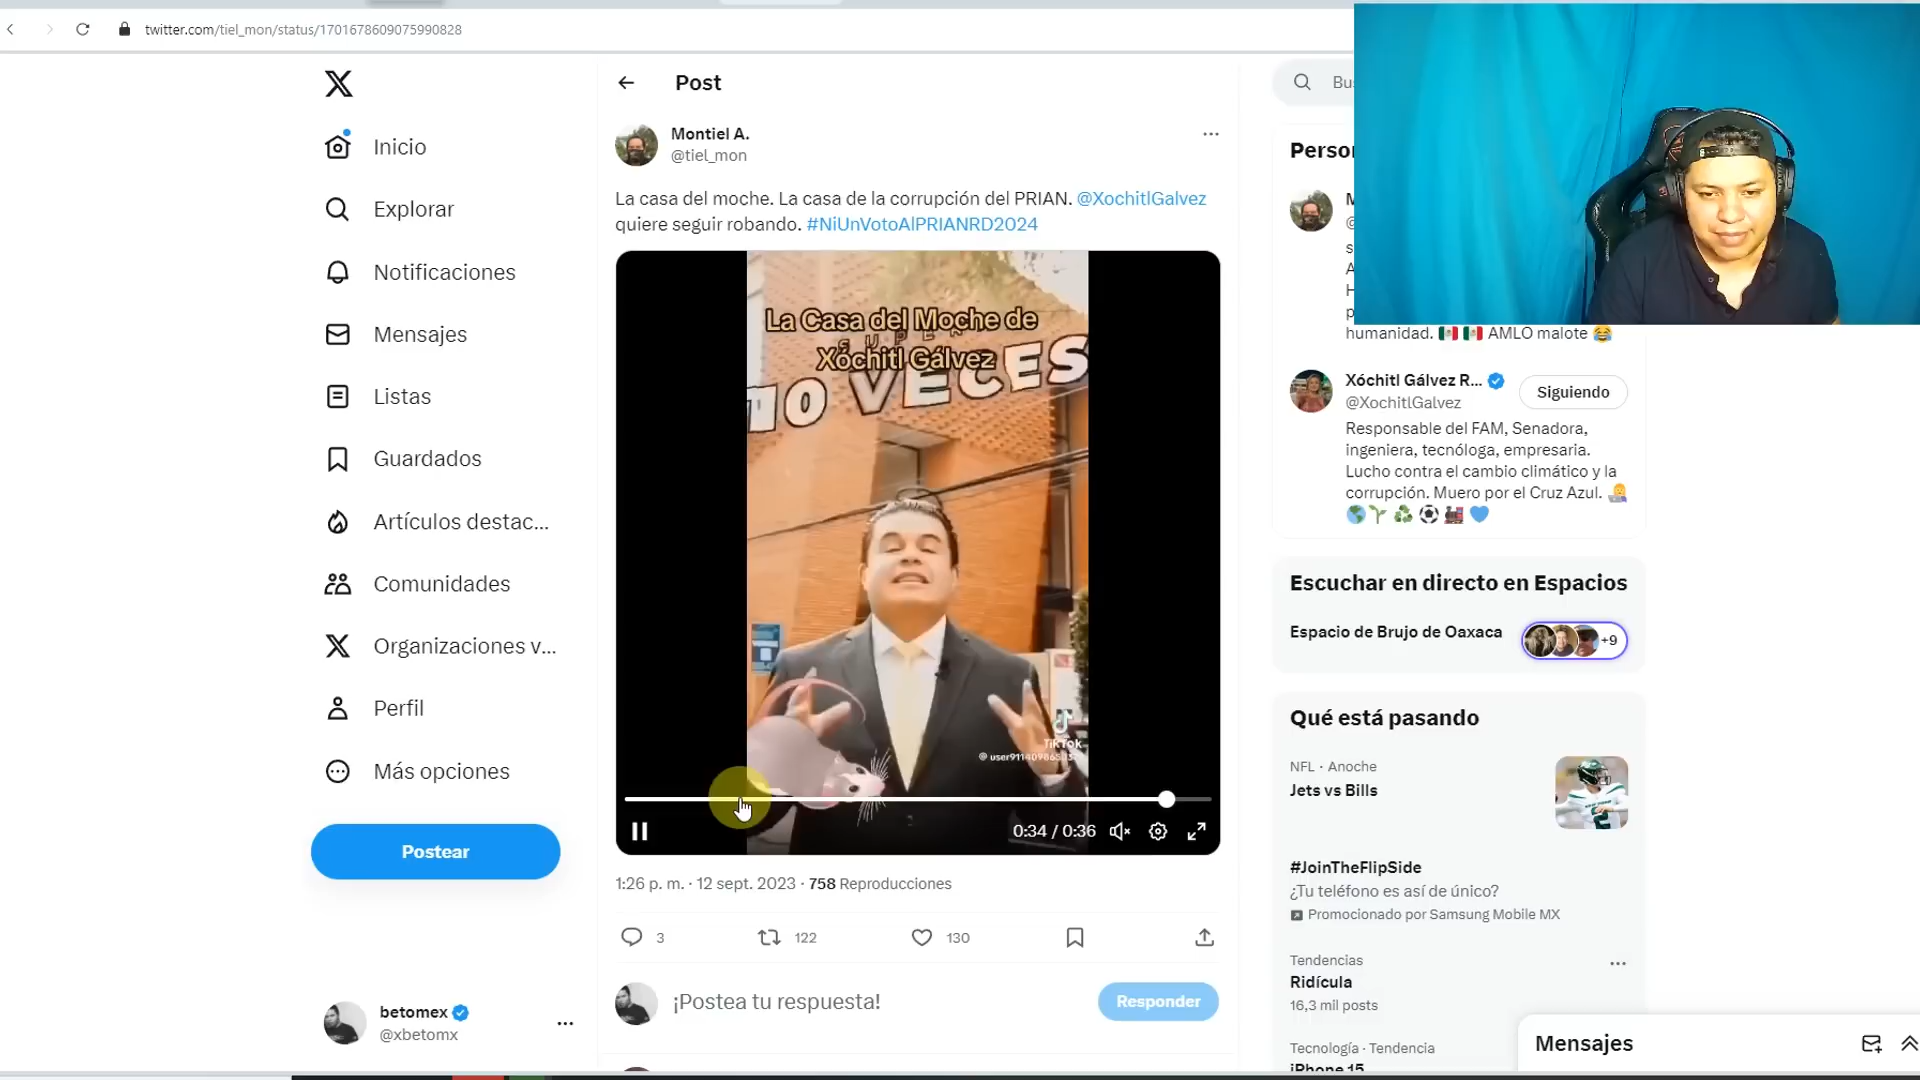 twitter.com/tiel_mon/status/1701678609075990828
Post
Inicio
Explorar
Notificaciones
Mensajes
Listas
Guardados
Artículos destac...
Comunidades
Organizaciones v...
Perfil
Más opciones
Postear
betomex
@xbetomx
Montiel A.
@tiel_mon
La casa del moche. La casa de la corrupción del PRIAN. @XochitlGalvez
quiere seguir robando. #NiUnVotoAlPRIANRD2024
La Casa del Moche de
Xóchitl Gálvez
VECES
TikTok
0:34 / 0:36
1:26 p. m. · 12 sept. 2023 · 758 Reproducciones
3
122
130
¡Postea tu respuesta!
Responder
humanidad. 🇲🇽 🇲🇽 AMLO malote 😂
Xóchitl Gálvez R...
@XochitlGalvez
Siguiendo
Responsable del FAM, Senadora,
ingeniera, tecnóloga, empresaria.
Lucho contra el cambio climático y la
corrupción. Muero por el Cruz Azul. 👩‍💻
🌎🌱♻️⚽🚂💙
Escuchar en directo en Espacios
Espacio de Brujo de Oaxaca
+9
Qué está pasando
NFL · Anoche
Jets vs Bills
#JoinTheFlipSide
¿Tu teléfono es así de único?
Promocionado por Samsung Mobile MX
Tendencias
Ridícula
16,3 mil posts
Tecnología · Tendencia
iPhone 15
Mensajes